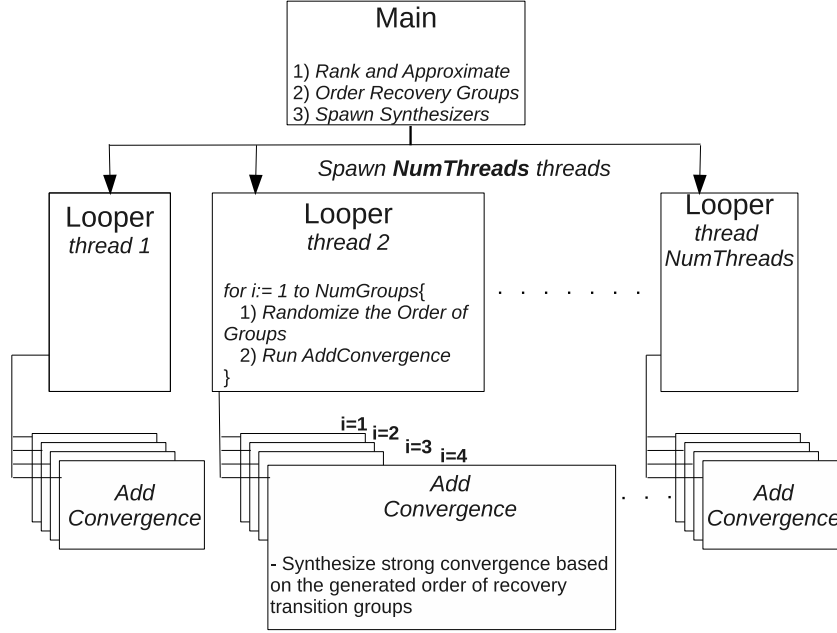 Main
1) Rank and Approximate
2) Order Recovery Groups
3) Spawn Synthesizers
Spawn NumThreads threads
Looper
thread 1
Looper
thread 2
for i:= 1 to NumGroups{
1) Randomize the Order of
Groups
2) Run AddConvergence
}
. . . . . . .
Looper
thread
NumThreads
Add
Convergence
i=1
i=2
i=3
i=4
Add
Convergence
- Synthesize strong convergence based
on the generated order of recovery
transition groups
. . .
Add
Convergence